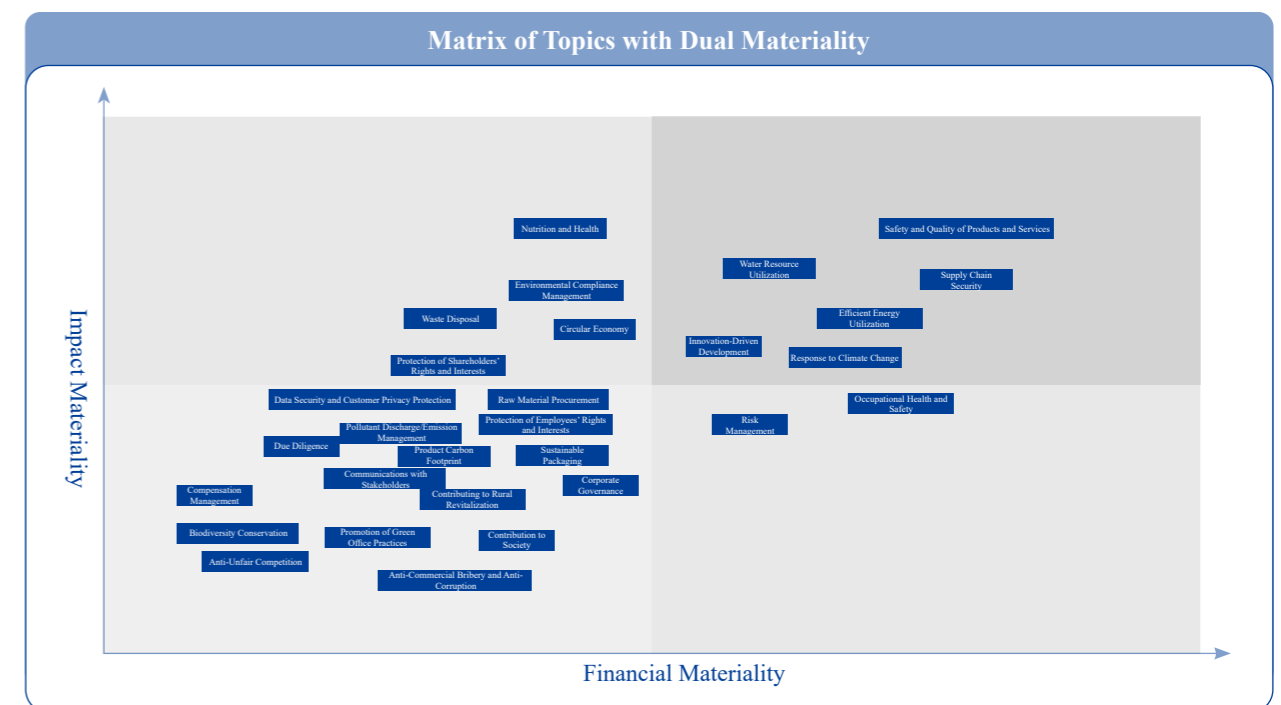 Matrix of Topics with Dual Materiality
Impact Materiality
Nutrition and Health
Safety and Quality of Products and Services
Water Resource
Utilization
Supply Chain
Security
Environmental Compliance
Management
Waste Disposal
Circular Economy
Efficient Energy
Utilization
Innovation-Driven
Development
Response to Climate Change
Protection of Shareholders’
Rights and Interests
Data Security and Customer Privacy Protection
Raw Material Procurement
Occupational Health and
Safety
Protection of Employees’ Rights
and Interests
Risk
Management
Pollutant Discharge/Emission
Management
Due Diligence
Product Carbon
Footprint
Sustainable
Packaging
Communications with
Stakeholders
Corporate
Governance
Compensation
Management
Contributing to Rural
Revitalization
Biodiversity Conservation
Promotion of Green
Office Practices
Contribution to
Society
Anti-Unfair Competition
Anti-Commercial Bribery and Anti-
Corruption
Financial Materiality